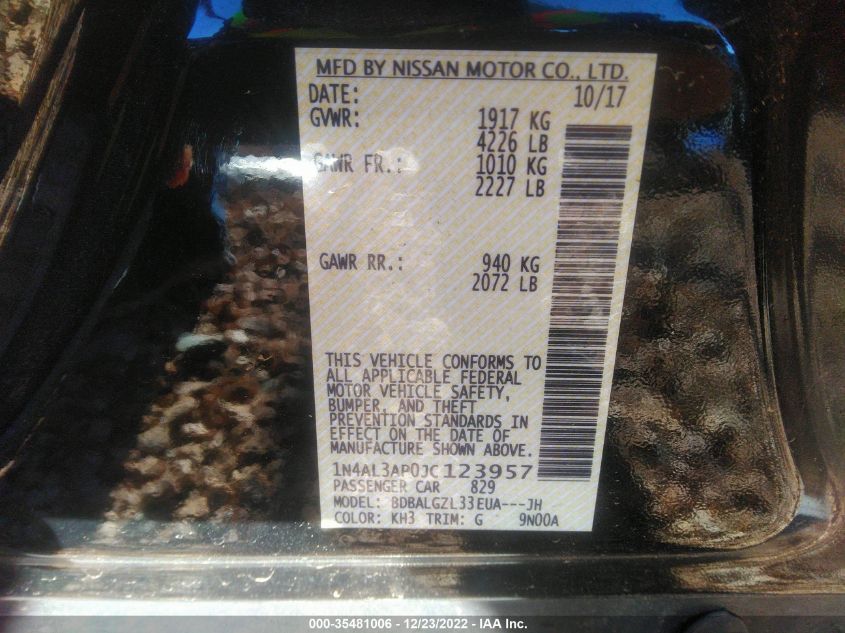 MFD BY NISSAN MOTOR CO., LTD.
DATE: 10/17
GVWR: 1917 KG
4226 LB
GAWR FR.: 1010 KG
2227 LB
GAWR RR.: 940 KG
2072 LB
THIS VEHICLE CONFORMS TO
ALL APPLICABLE FEDERAL
MOTOR VEHICLE SAFETY,
BUMPER, AND THEFT
PREVENTION STANDARDS IN
EFFECT ON THE DATE OF
MANUFACTURE SHOWN ABOVE.
1N4AL3AP0JC123957
PASSENGER CAR 829
MODEL: BDBALGZL33EUA---JH
COLOR: KH3 TRIM: G 9N00A
000-35481006 - 12/23/2022 - IAA Inc.